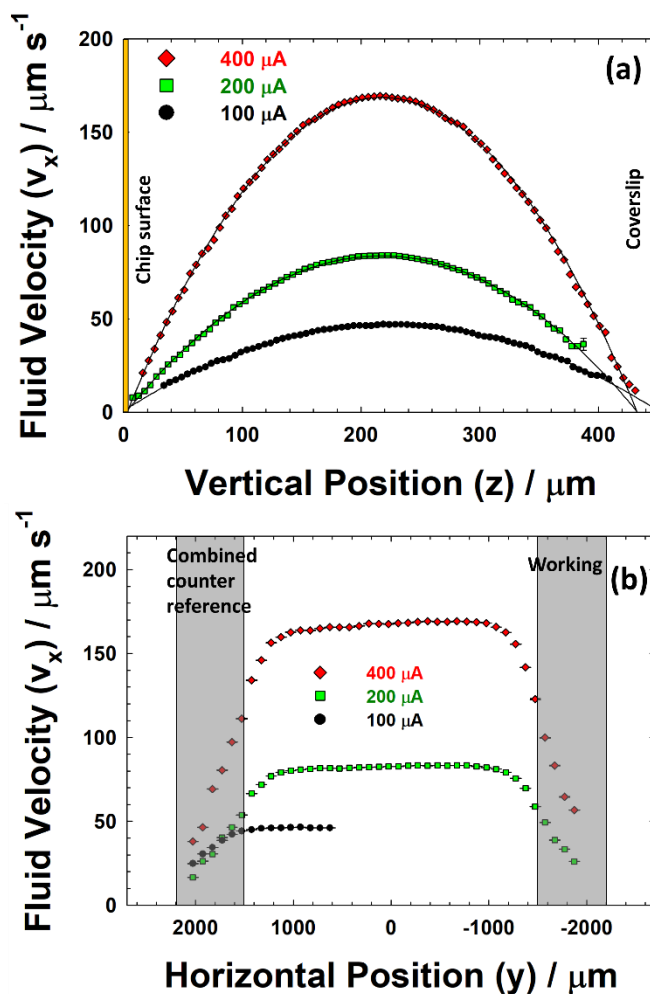 (a)
400 μA
200 μA
100 μA
200
150
100
50
0
Fluid Velocity (vₓ) / μm s⁻¹
Chip surface
Coverslip
0 100 200 300 400
Vertical Position (z) / μm
(b)
Combined
counter
reference
Working
400 μA
200 μA
100 μA
200
150
100
50
0
Fluid Velocity (vₓ) / μm s⁻¹
2000 1000 0 -1000 -2000
Horizontal Position (y) / μm